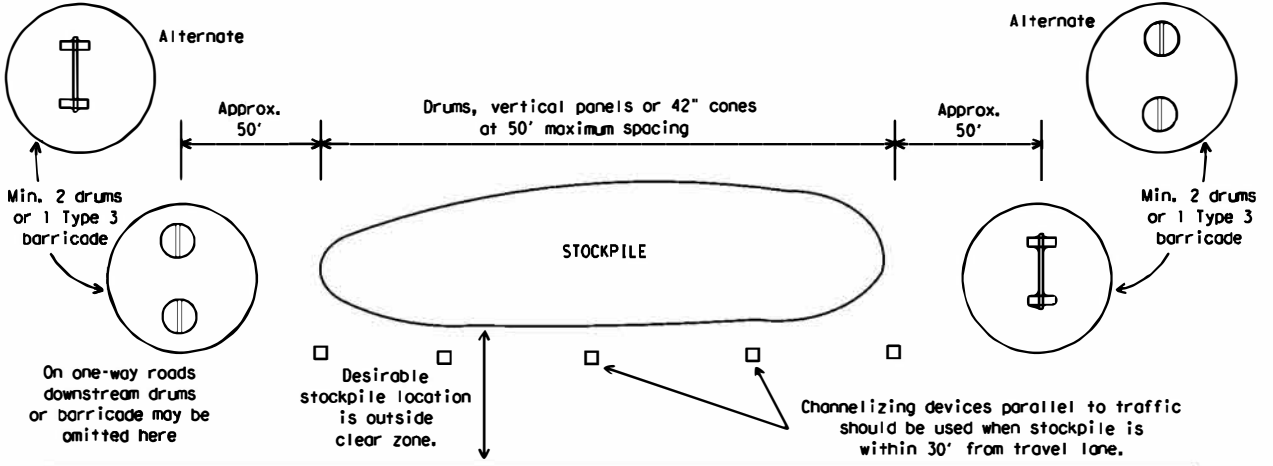 Alternate
Alternate
Approx.
50'
Drums, vertical panels or 42" cones
at 50' maximum spacing
Approx.
50'
Min. 2 drums
or 1 Type 3
barricade
STOCKPILE
Min. 2 drums
or 1 Type 3
barricade
On one-way roads
downstream drums
or barricade may be
omitted here
Desirable
stockpile location
is outside
clear zone.
Channelizing devices parallel to traffic
should be used when stockpile is
within 30' from travel lane.